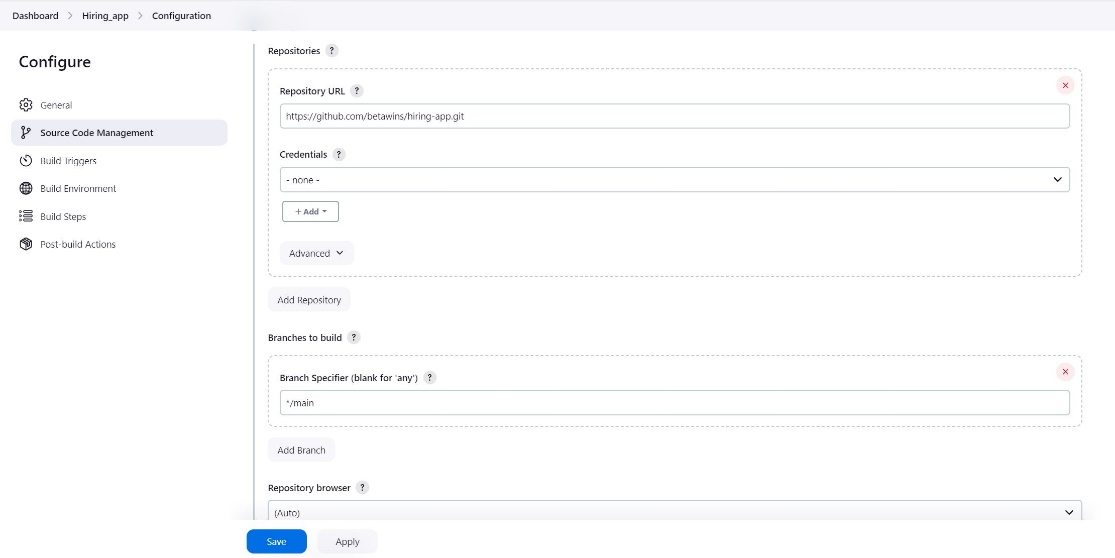 Dashboard > Hiring_app > Configuration
Configure
General
Source Code Management
Build Triggers
Build Environment
Build Steps
Post-build Actions
Repositories ?
Repository URL ?
https://github.com/betawins/hiring-app.git
Credentials ?
- none -
+ Add
Advanced
Add Repository
Branches to build ?
Branch Specifier (blank for 'any') ?
*/main
Add Branch
Repository browser ?
(Auto)
Save
Apply